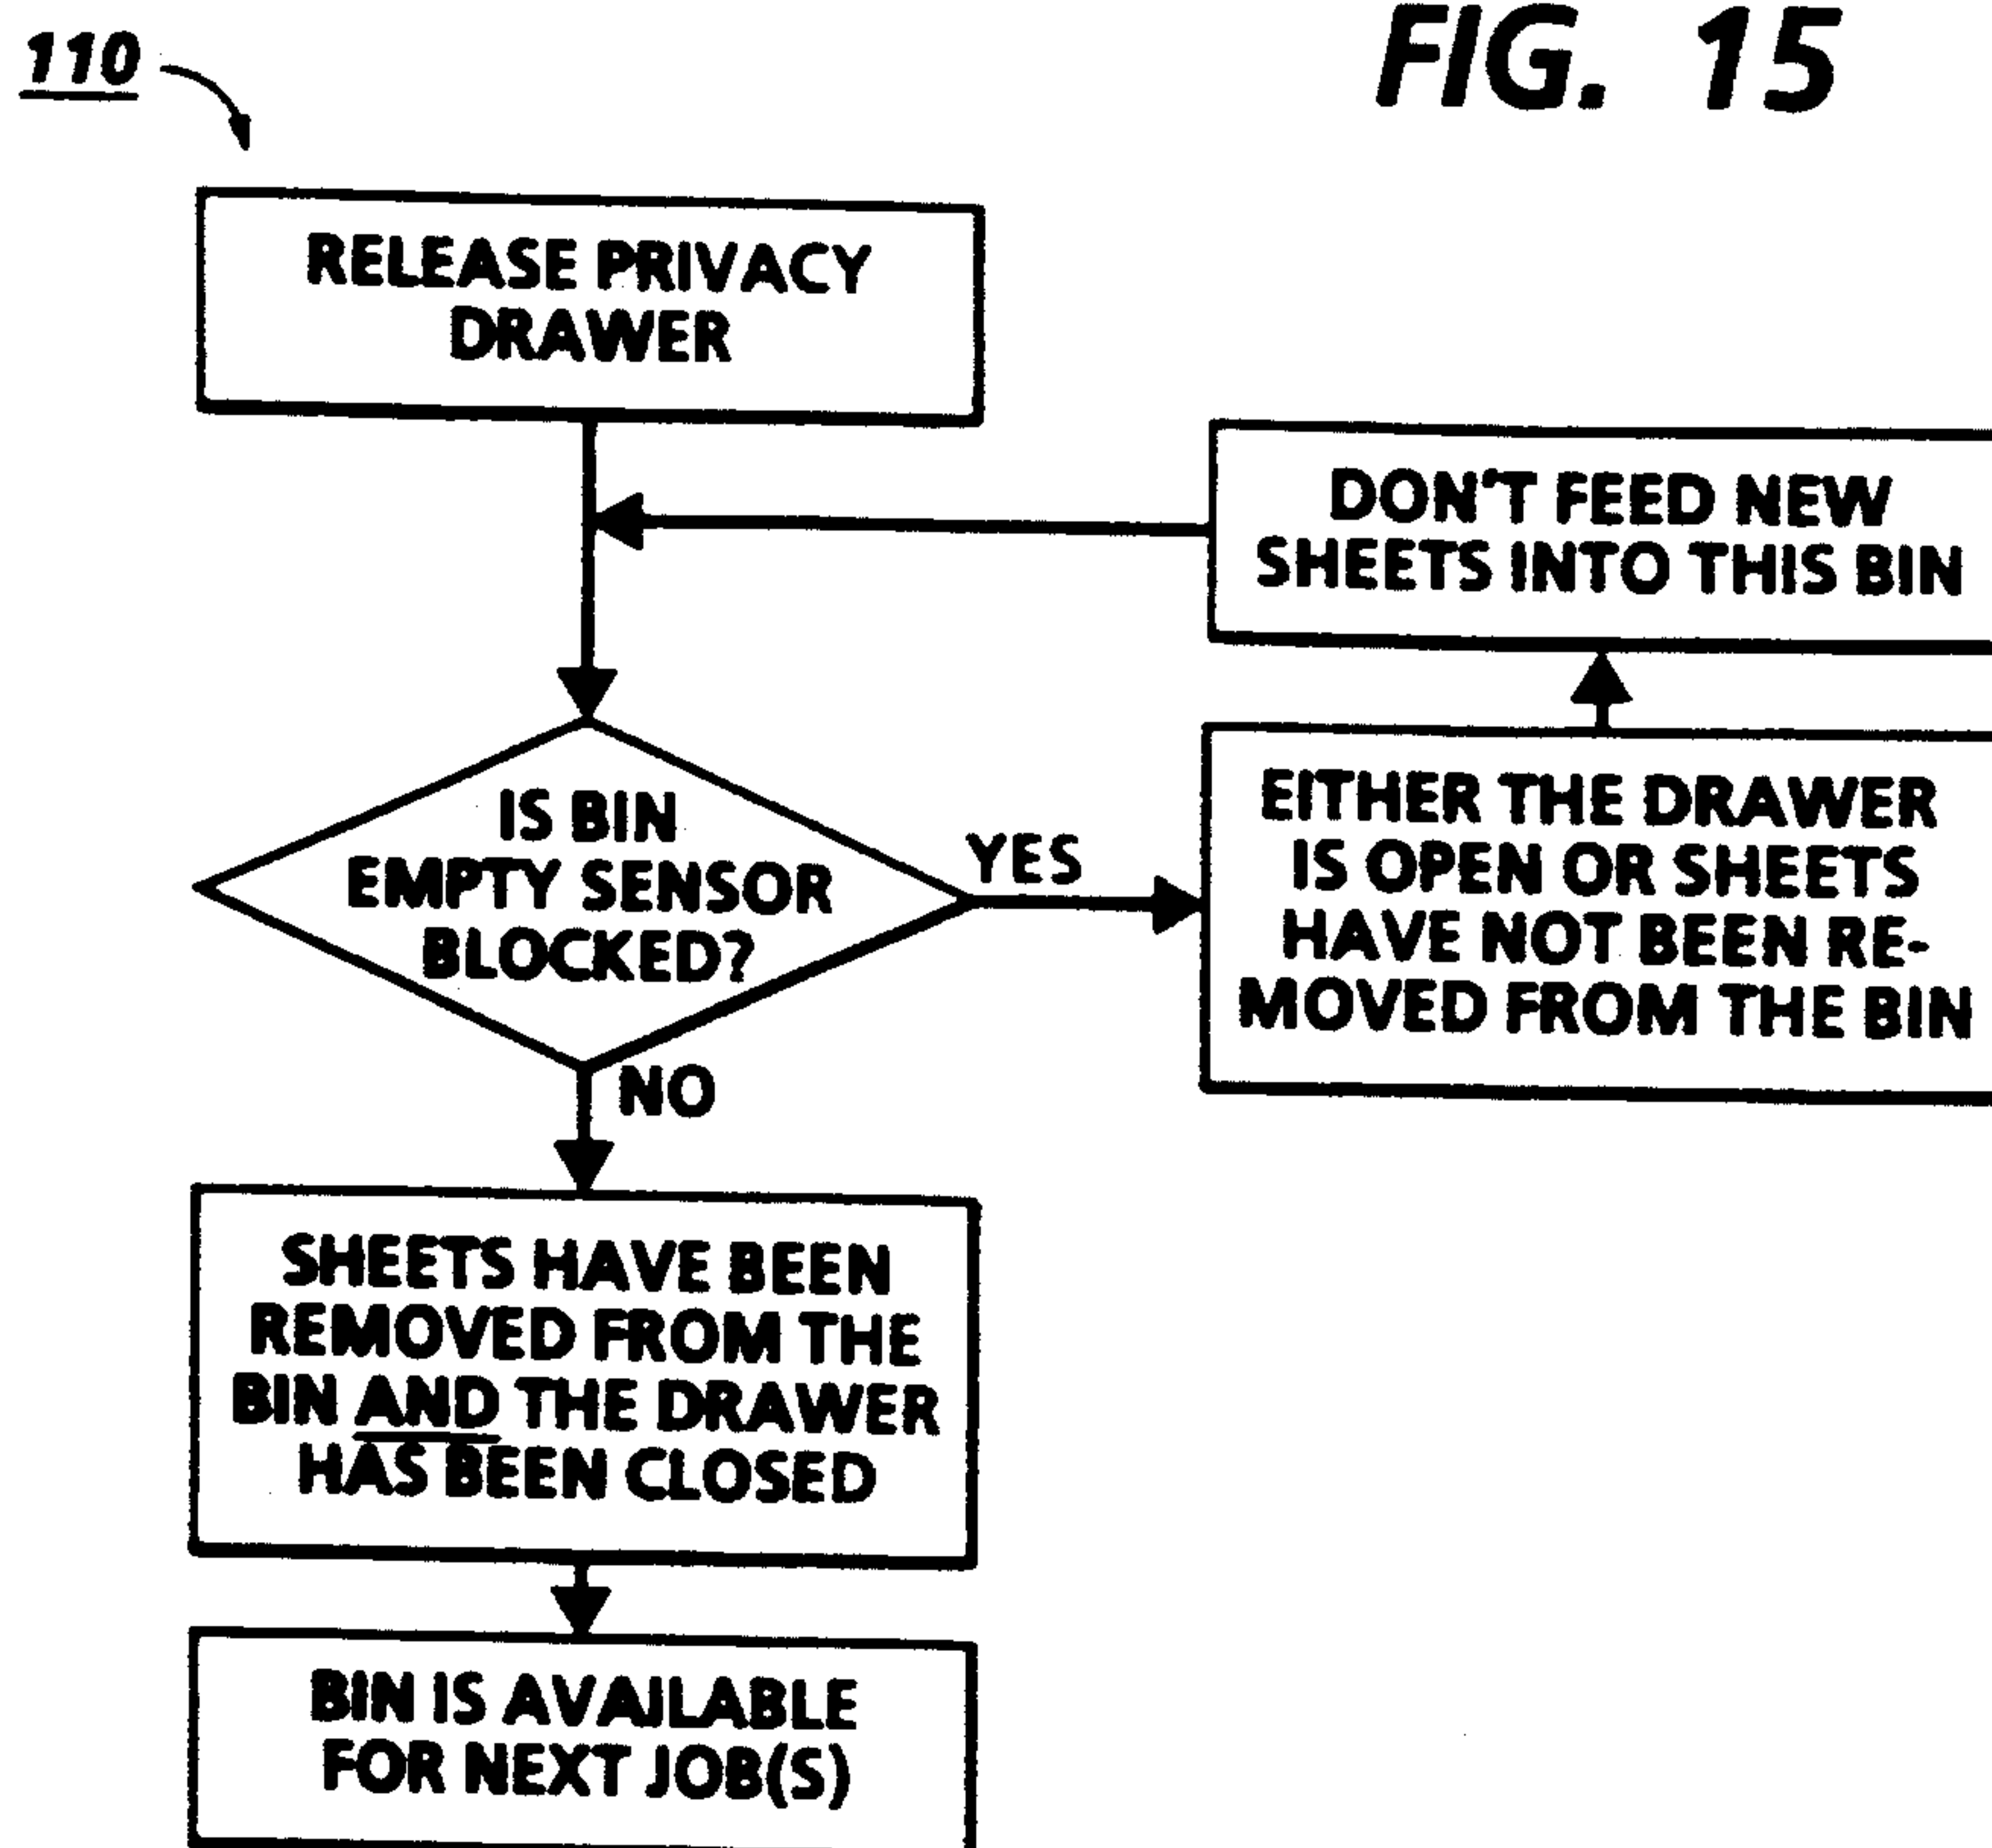 110
FIG. 15
RELEASE PRIVACY
DRAWER
DON'T FEED NEW
SHEETS INTO THIS BIN
IS BIN
EMPTY SENSOR
BLOCKED?
YES
EITHER THE DRAWER
IS OPEN OR SHEETS
HAVE NOT BEEN RE-
MOVED FROM THE BIN
NO
SHEETS HAVE BEEN
REMOVED FROM THE
BIN AND THE DRAWER
HAS BEEN CLOSED
BIN IS AVAILABLE
FOR NEXT JOB(S)